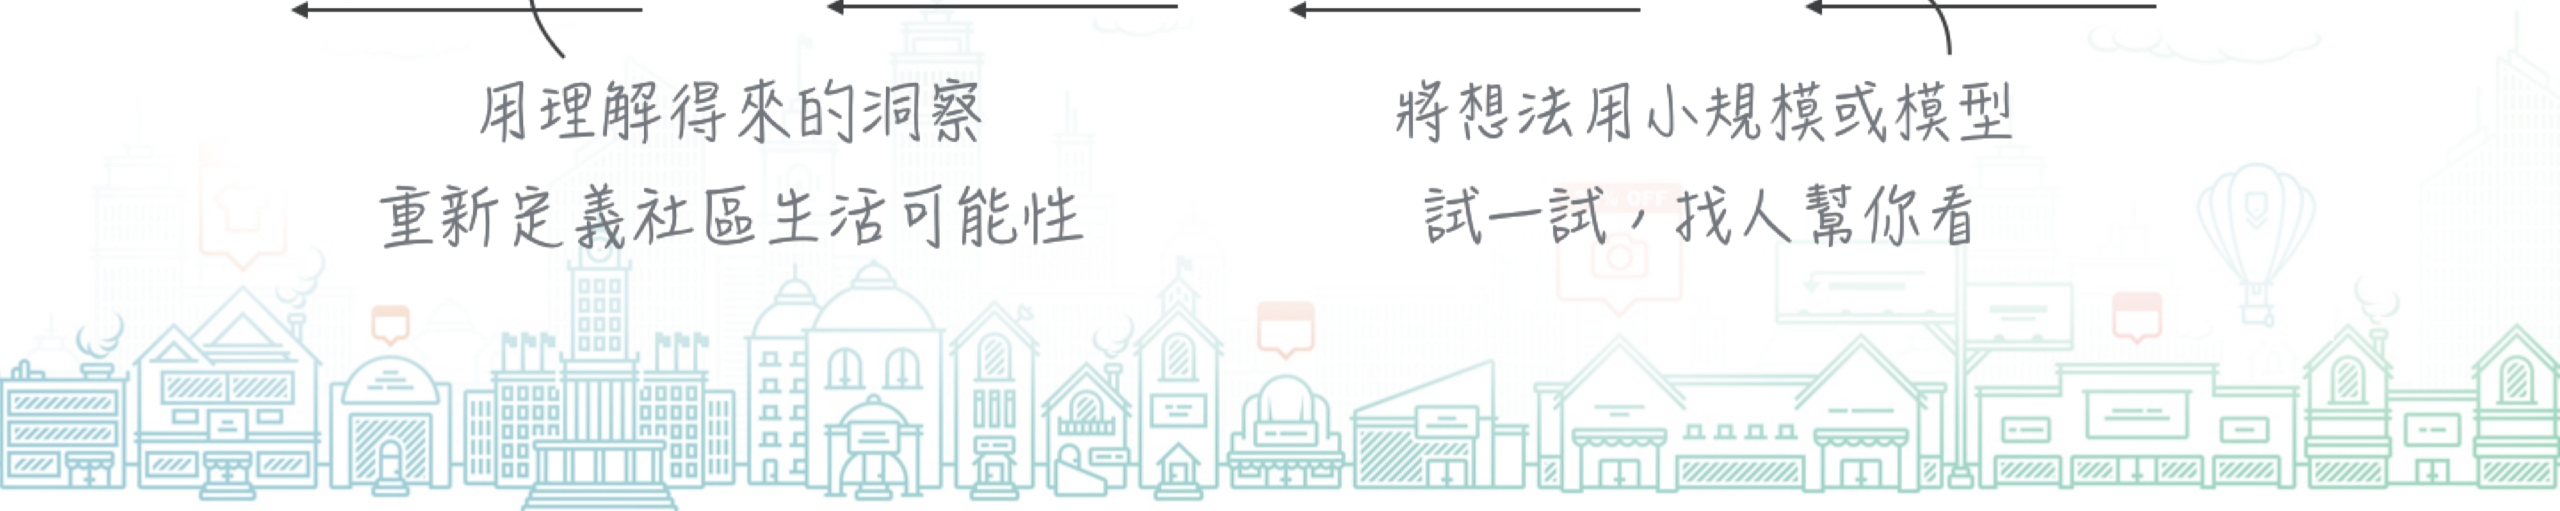 用理解得來的洞察
重新定義社區生活可能性
將想法用小規模或模型
試一試，找人幫你看
% OFF